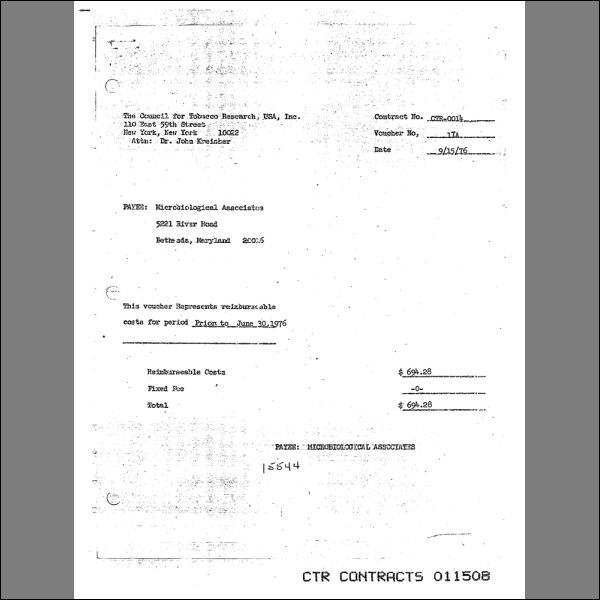 The Council for Tobacco Research, USA, Inc.
110 East 59th Street
New York, New York 10022
Attn: Dr. John Kreisher
Contract No. CTR-0014
Voucher No, 17A
Date 9/15/76
PAYEE: Microbiological Associates
5221 River Road
Bethesda, Maryland
This voucher Represents reimbursable
costs for period Prior to June 30,1976
Reimburseable Costs $ 694.28
Fixed Fee -0-
Total $ 694.28
PAYEE: MICROBIOLOGICAL ASSOCIATES
15544
CTR CONTRACTS 011508